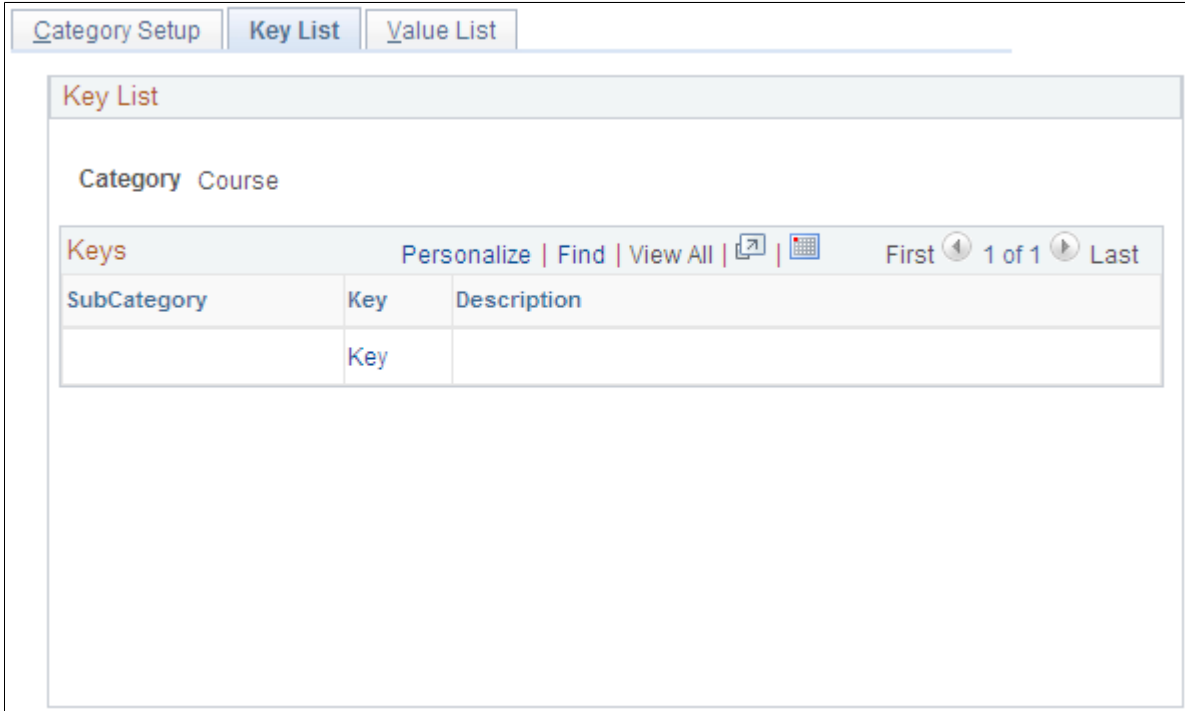 Category Setup Key List Value List
Key List
Category Course
Keys Personalize | Find | View All | | First 1 of 1 Last
SubCategory Key Description
Key